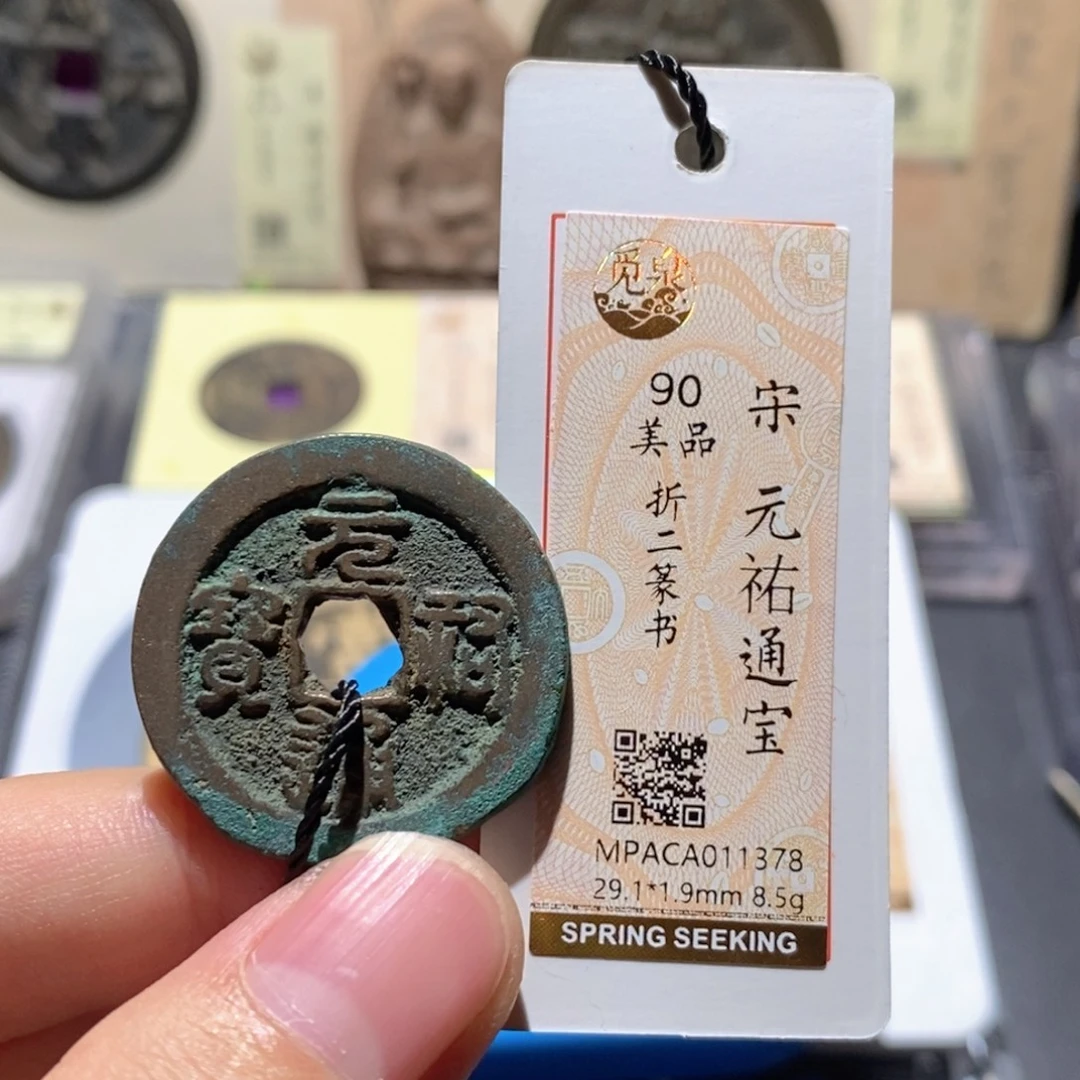 觅泉
90
美品
折二篆书
宋 元祐通宝
MPACA011378
29.1*1.9mm 8.5g
SPRING SEEKING
元祐通寶